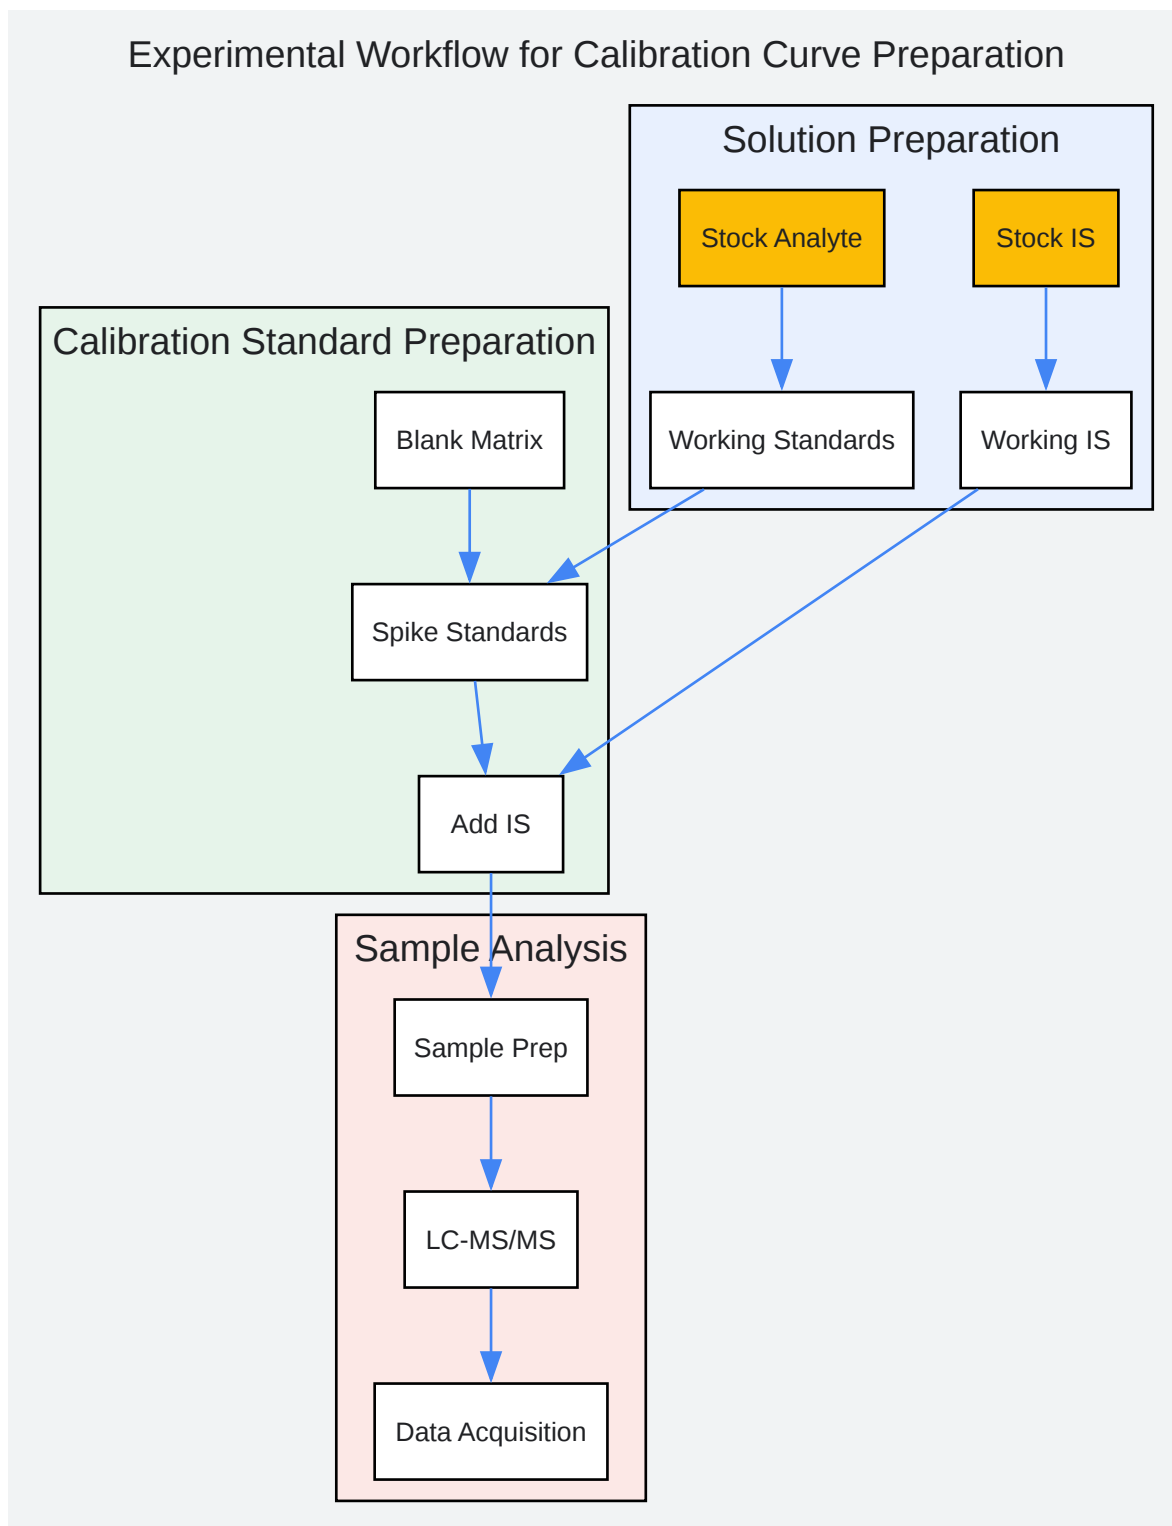 Experimental Workflow for Calibration Curve Preparation
Solution Preparation
Stock Analyte
Stock IS
Calibration Standard Preparation
Blank Matrix
Working Standards
Working IS
Spike Standards
Add IS
Sample Analysis
Sample Prep
LC-MS/MS
Data Acquisition